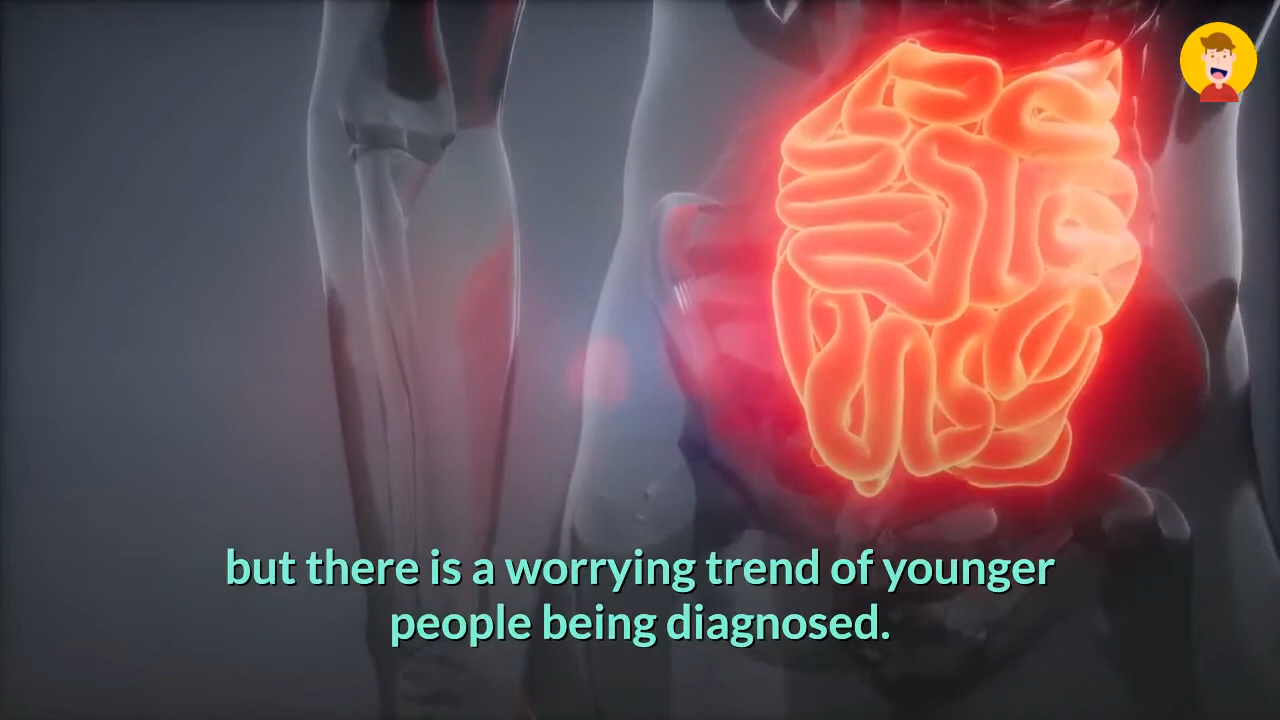 but there is a worrying trend of younger
people being diagnosed.